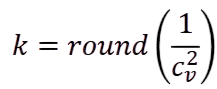 k = round(1/c_v^2)